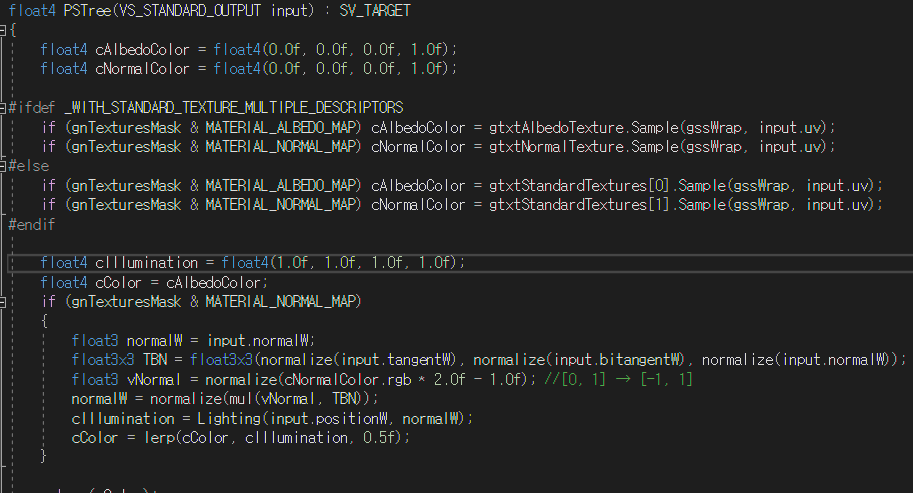 float4 PSTree(VS_STANDARD_OUTPUT input) : SV_TARGET
{
float4 cAlbedoColor = float4(0.0f, 0.0f, 0.0f, 1.0f);
float4 cNormalColor = float4(0.0f, 0.0f, 0.0f, 1.0f);
#ifdef _WITH_STANDARD_TEXTURE_MULTIPLE_DESCRIPTORS
if (gnTexturesMask & MATERIAL_ALBEDO_MAP) cAlbedoColor = gtxtAlbedoTexture.Sample(gssWrap, input.uv);
if (gnTexturesMask & MATERIAL_NORMAL_MAP) cNormalColor = gtxtNormalTexture.Sample(gssWrap, input.uv);
#else
if (gnTexturesMask & MATERIAL_ALBEDO_MAP) cAlbedoColor = gtxtStandardTextures[0].Sample(gssWrap, input.uv);
if (gnTexturesMask & MATERIAL_NORMAL_MAP) cNormalColor = gtxtStandardTextures[1].Sample(gssWrap, input.uv);
#endif
float4 cIllumination = float4(1.0f, 1.0f, 1.0f, 1.0f);
float4 cColor = cAlbedoColor;
if (gnTexturesMask & MATERIAL_NORMAL_MAP)
{
float3 normalW = input.normalW;
float3x3 TBN = float3x3(normalize(input.tangentW), normalize(input.bitangentW), normalize(input.normalW));
float3 vNormal = normalize(cNormalColor.rgb * 2.0f - 1.0f); //[0, 1] → [-1, 1]
normalW = normalize(mul(vNormal, TBN));
cIllumination = Lighting(input.positionW, normalW);
cColor = lerp(cColor, cIllumination, 0.5f);
}